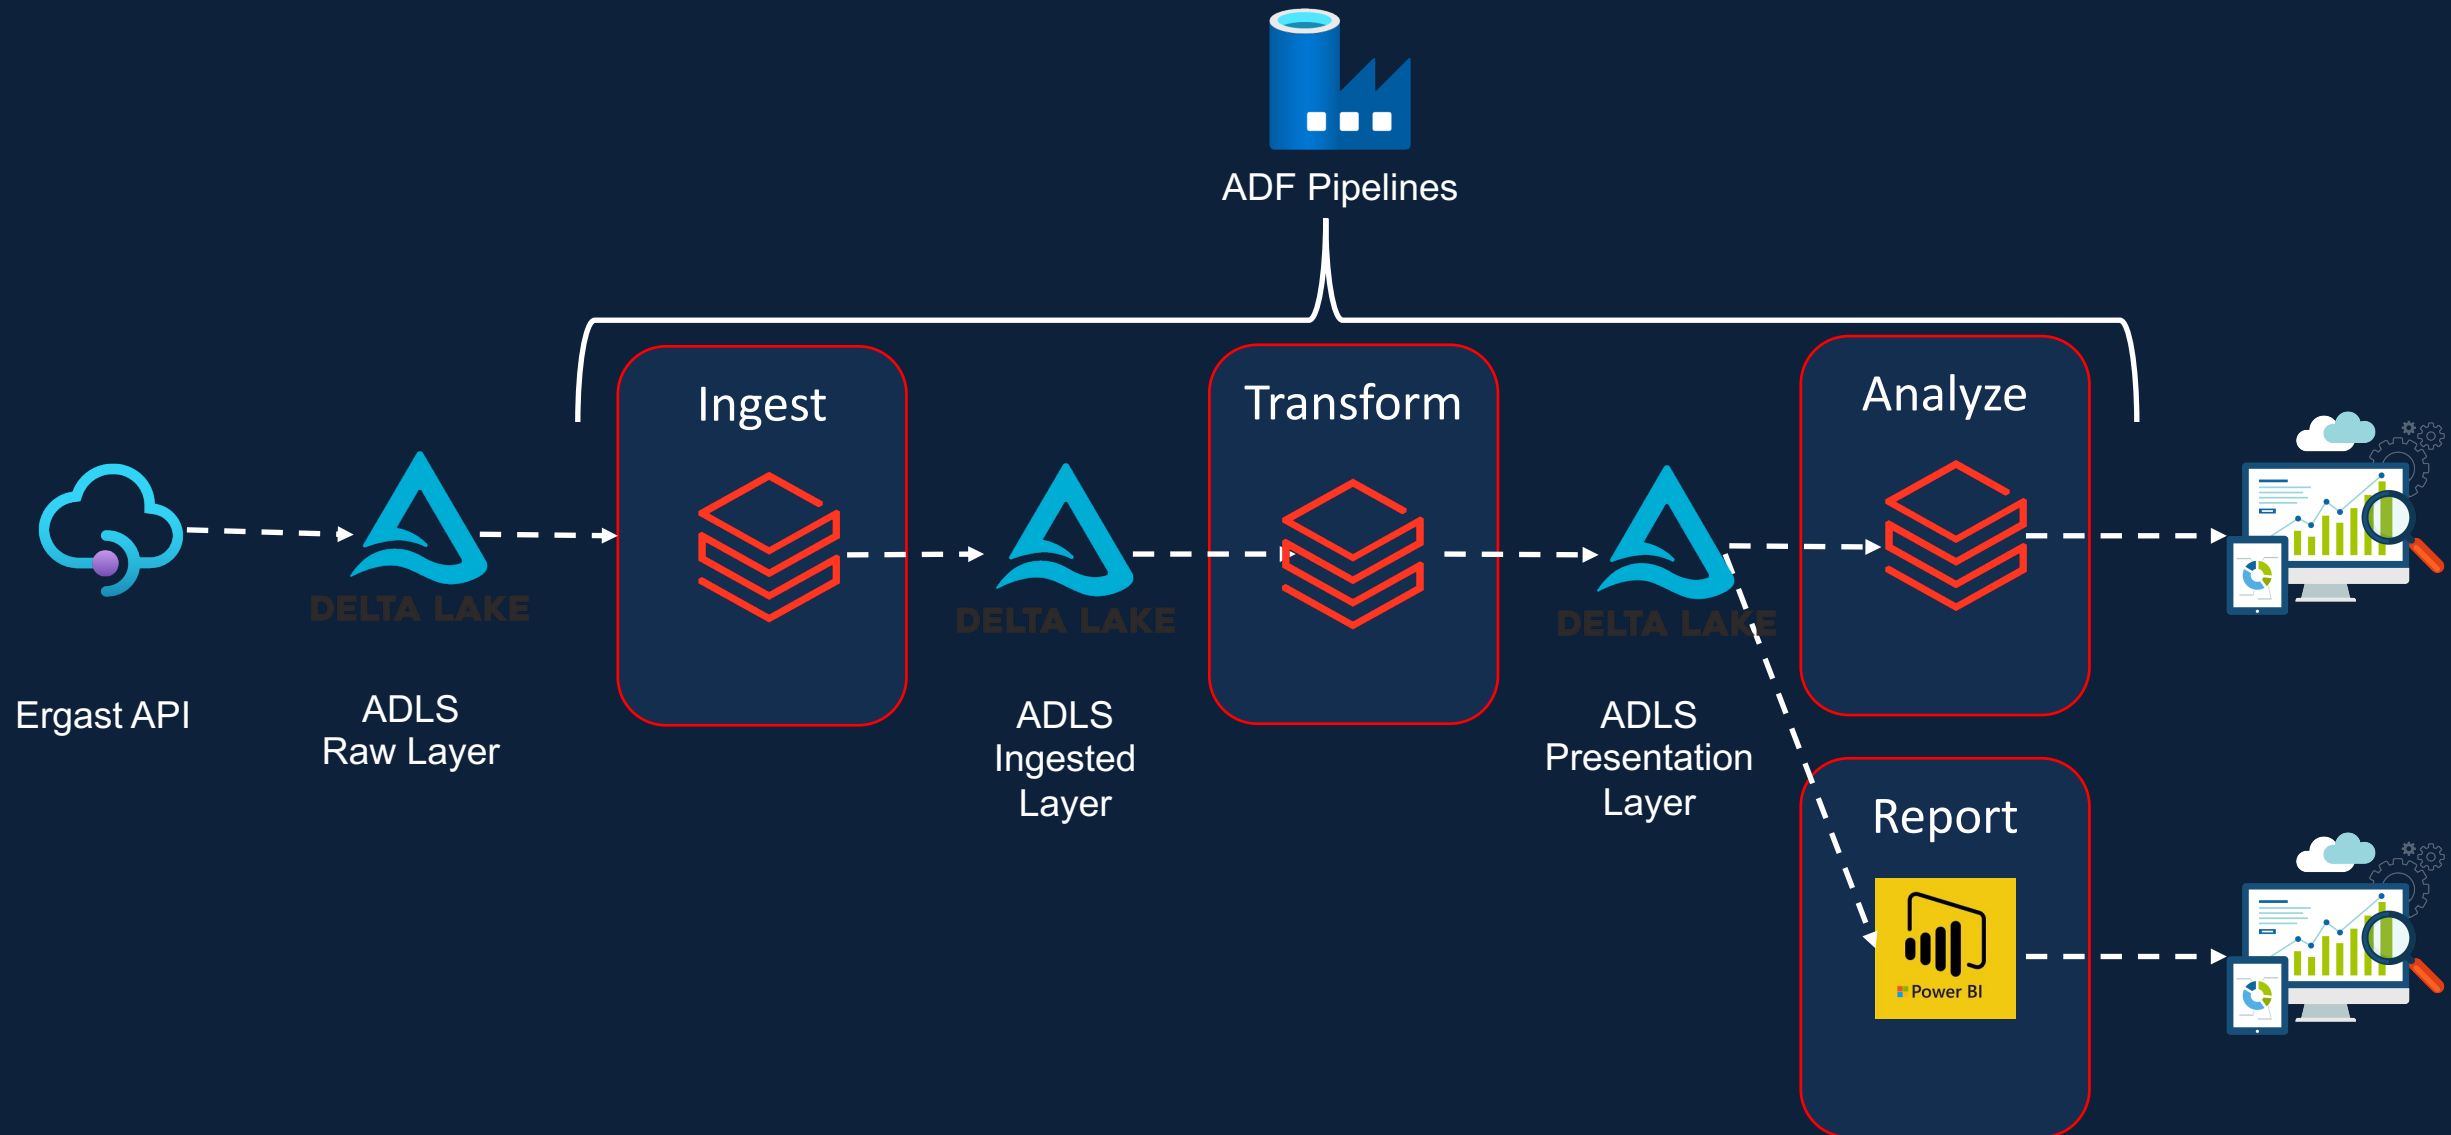 ADF Pipelines
Ingest
Transform
Analyze
DELTA LAKE
DELTA LAKE
DELTA LAKE
Ergast API
ADLS
Raw Layer
ADLS
Ingested
Layer
ADLS
Presentation
Layer
Report
Power BI